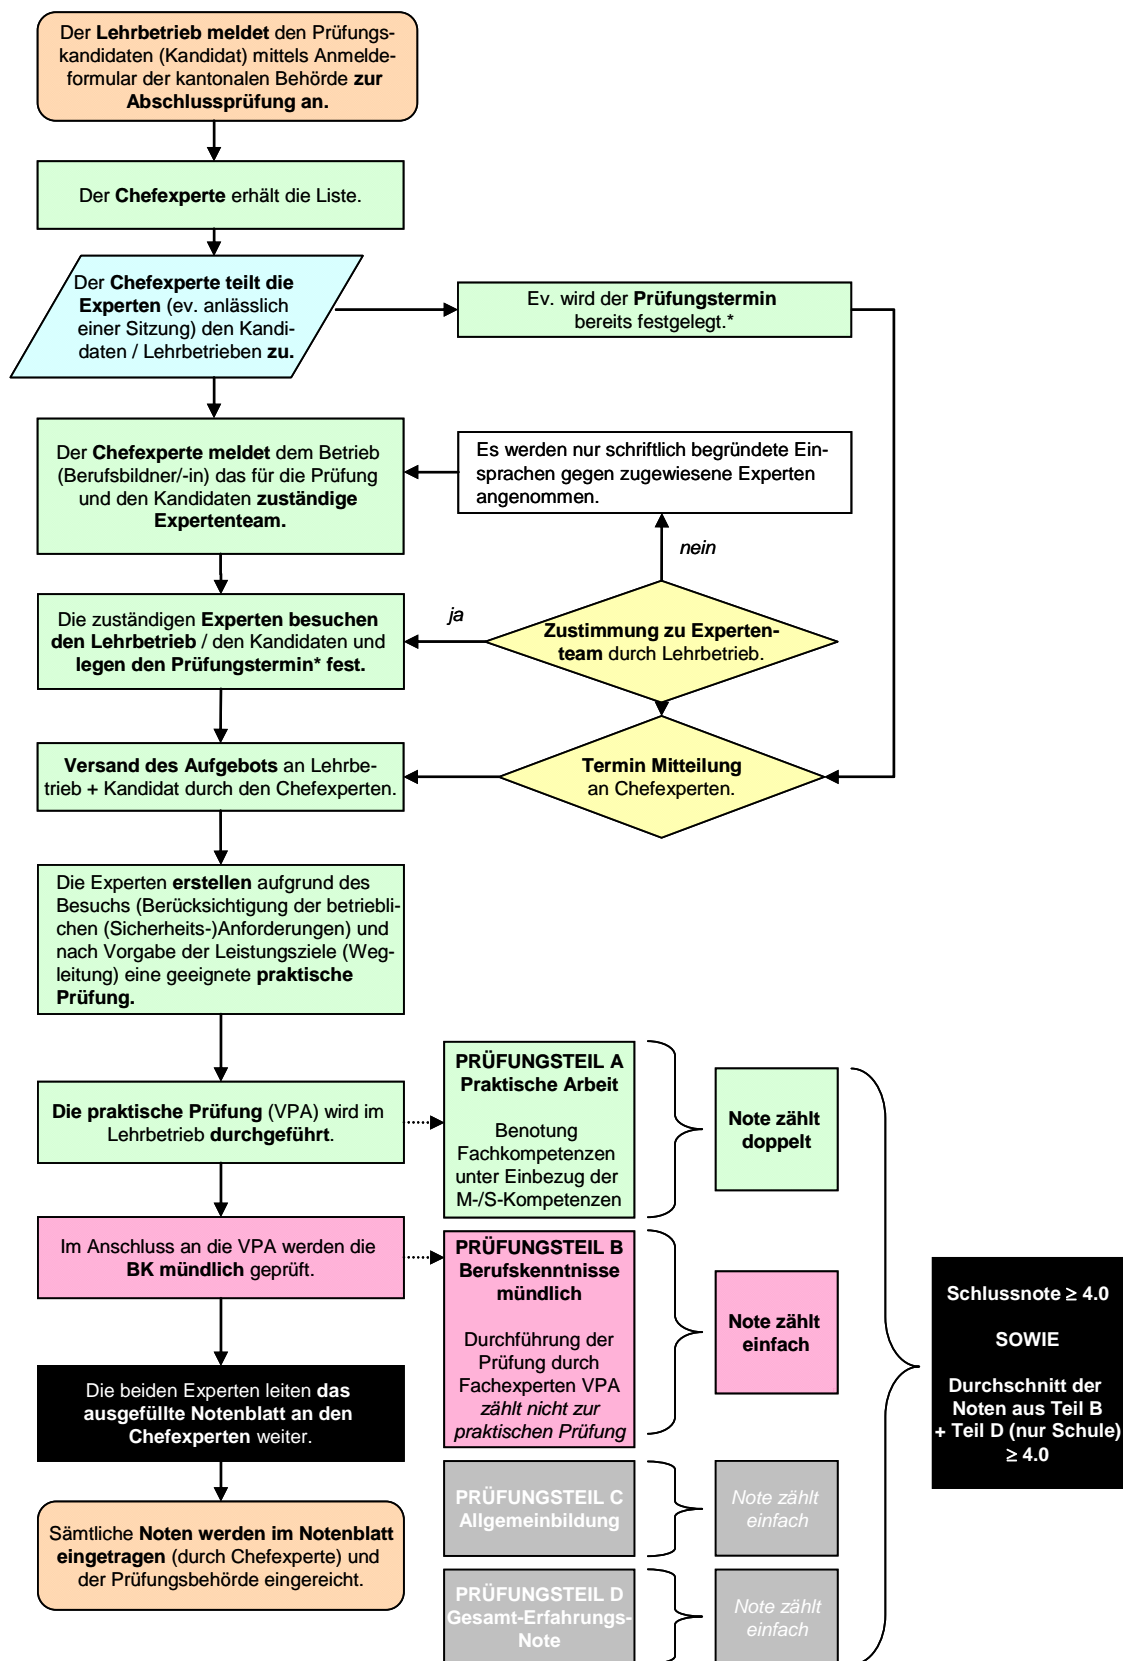 Der Lehrbetrieb meldet den Prüfungs-
kandidaten (Kandidat) mittels Anmelde-
formular der kantonalen Behörde zur
Abschlussprüfung an.
Der Chefexperte erhält die Liste.
Der Chefexperte teilt die
Experten (ev. anlässlich
einer Sitzung) den Kandi-
daten / Lehrbetrieben zu.
Ev. wird der Prüfungstermin
bereits festgelegt.*
Der Chefexperte meldet dem Betrieb
(Berufsbildner/-in) das für die Prüfung
und den Kandidaten zuständige
Expertenteam.
Es werden nur schriftlich begründete Ein-
sprachen gegen zugewiesene Experten
angenommen.
nein
Die zuständigen Experten besuchen
den Lehrbetrieb / den Kandidaten und
legen den Prüfungstermin* fest.
ja
Zustimmung zu Experten-
team durch Lehrbetrieb.
Versand des Aufgebots an Lehrbe-
trieb + Kandidat durch den Chefexperten.
Termin Mitteilung
an Chefexperten.
Die Experten erstellen aufgrund des
Besuchs (Berücksichtigung der betriebli-
chen (Sicherheits-)Anforderungen) und
nach Vorgabe der Leistungsziele (Weg-
leitung) eine geeignete praktische
Prüfung.
Die praktische Prüfung (VPA) wird im
Lehrbetrieb durchgeführt.
PRÜFUNGSTEIL A
Praktische Arbeit
Benotung
Fachkompetenzen
unter Einbezug der
M-/S-Kompetenzen
Note zählt
doppelt
Im Anschluss an die VPA werden die
BK mündlich geprüft.
PRÜFUNGSTEIL B
Berufskenntnisse
mündlich
Durchführung der
Prüfung durch
Fachexperten VPA
zählt nicht zur
praktischen Prüfung
Note zählt
einfach
Schlussnote ≥ 4.0
SOWIE
Durchschnitt der
Noten aus Teil B
+ Teil D (nur Schule)
≥ 4.0
Die beiden Experten leiten das
ausgefüllte Notenblatt an den
Chefexperten weiter.
PRÜFUNGSTEIL C
Allgemeinbildung
Note zählt
einfach
Sämtliche Noten werden im Notenblatt
eingetragen (durch Chefexperte) und
der Prüfungsbehörde eingereicht.
PRÜFUNGSTEIL D
Gesamt-Erfahrungs-
Note
Note zählt
einfach